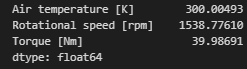 Air temperature [K]         300.00493
Rotational speed [rpm]     1538.77610
Torque [Nm]                  39.98691
dtype: float64